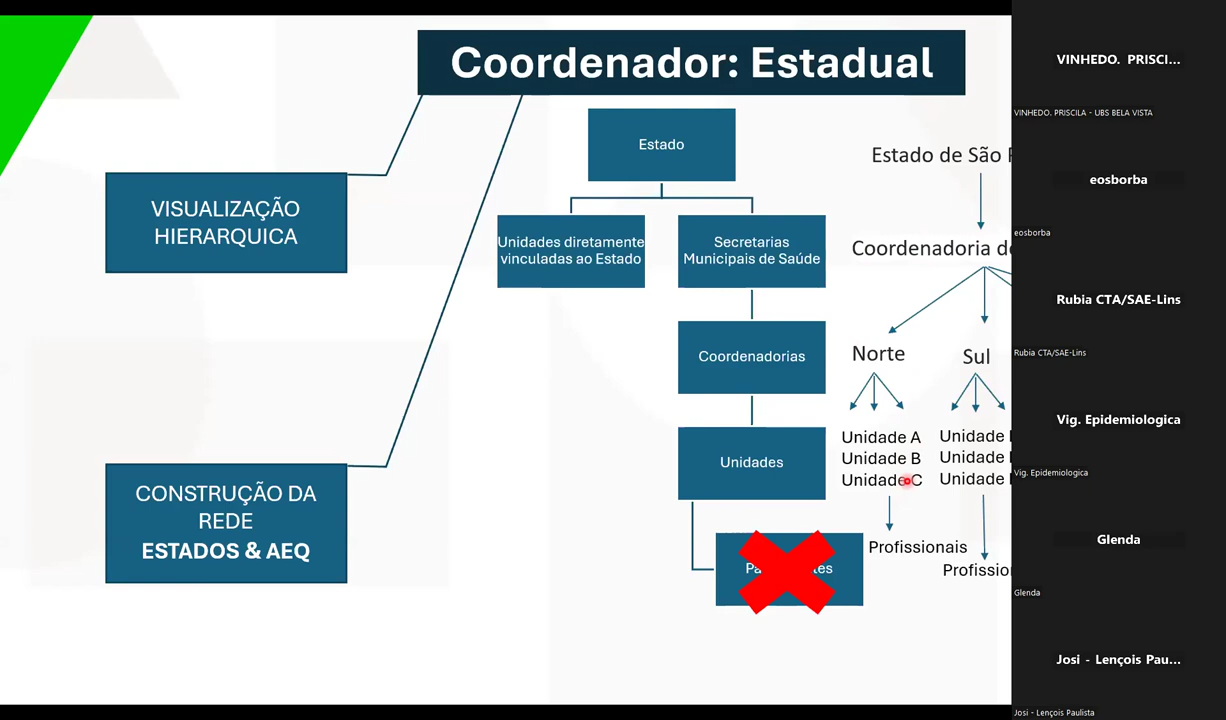 Coordenador: Estadual
VISUALIZAÇÃO
HIERARQUICA
CONSTRUÇÃO DA
REDE
ESTADOS & AEQ
Estado
Unidades diretamente
vinculadas ao Estado
Secretarias
Municipais de Saúde
Coordenadorias
Unidades
Estado de São
Coordenadoria
Norte
Sul
Unidade A
Unidade B
Unidade C
Unidade
Unidade
Unidade
Profissionais
VINHEDO. PRISCI...
VINHEDO. PRISCILA - UBS BELA VISTA
eosborba
eosborba
Rubia CTA/SAE-Lins
Rubia CTA/SAE-Lins
Vig. Epidemiologica
Vig. Epidemiologica
Glenda
Glenda
Josi - Lençois Pau...
Josi - Lençois Paulista